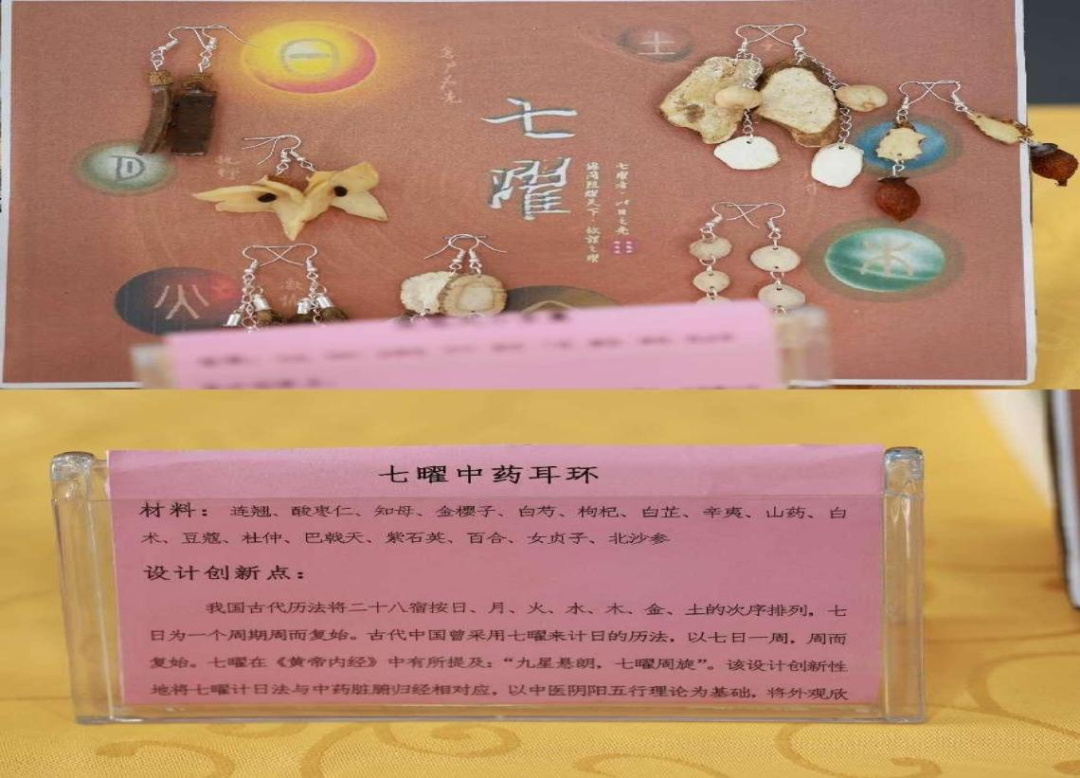 土
七
曜
木
火
七曜中药耳环
材料： 连翘、酸枣仁、知母、金樱子、白芍、枸杞、白芷、辛夷、山药、白
术、豆蔻、杜仲、巴戟天、紫石英、百合、女贞子、北沙参
设计创新点：
我国古代历法将二十八宿按日、月、火、水、木、金、土的次序排列，七
日为一个周期周而复始。古代中国曾采用七曜来计日的历法，以七日一周，周而
复始。七曜在《黄帝内经》中有所提及：“九星悬朗，七曜周旋”。该设计创新性
地将七曜计日法与中药脏腑归经相对应，以中医阴阳五行理论为基础，将外观欣